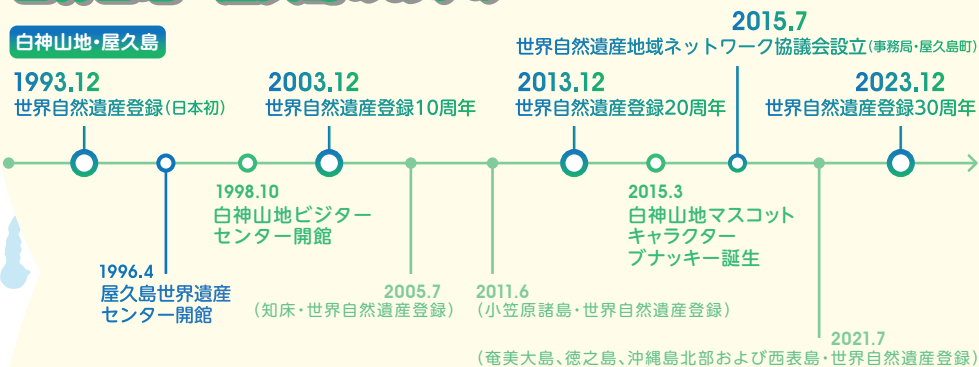 白神山地・屋久島
1993.12
世界自然遺産登録(日本初)
2003.12
世界自然遺産登録10周年
2013.12
世界自然遺産登録20周年
2015.7
世界自然遺産地域ネットワーク協議会設立(事務局・屋久島町)
2023.12
世界自然遺産登録30周年
1996.4
屋久島世界遺産
センター開館
1998.10
白神山地ビジター
センター開館
2005.7
(知床・世界自然遺産登録)
2011.6
(小笠原諸島・世界自然遺産登録)
2015.3
白神山地マスコット
キャラクター
ブナッキー誕生
2021.7
(奄美大島、徳之島、沖縄島北部および西表島・世界自然遺産登録)